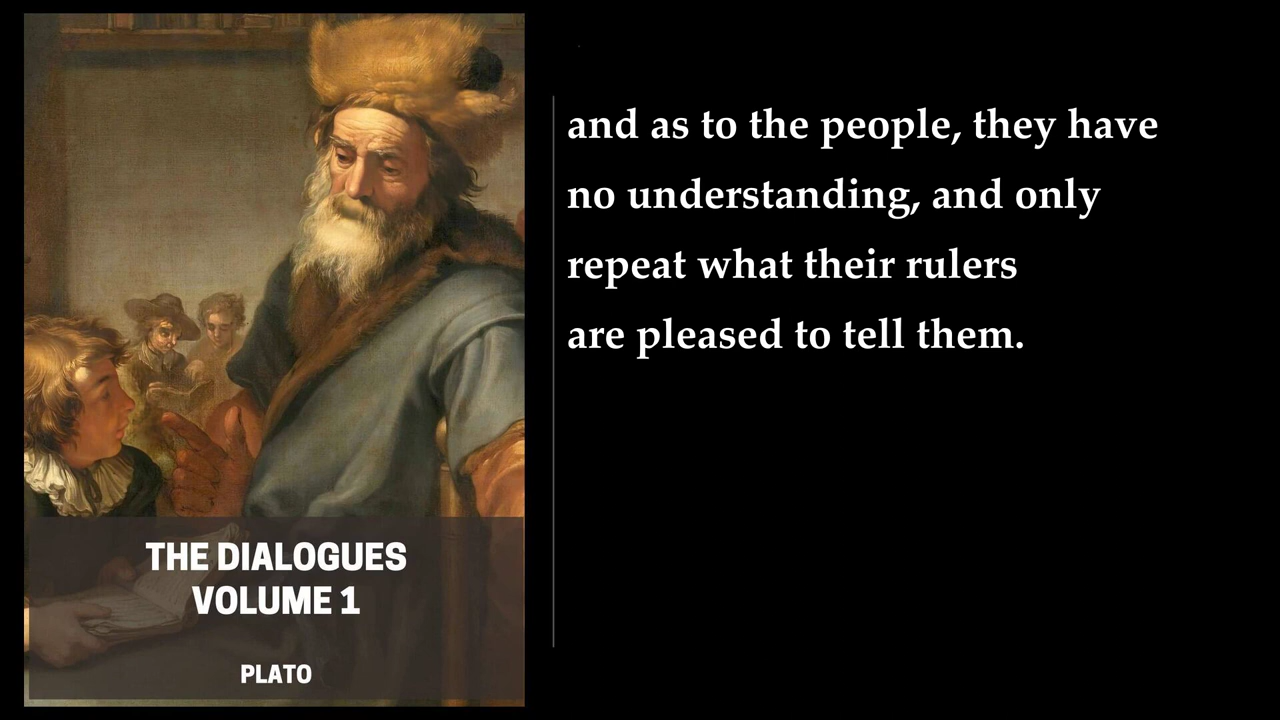 THE DIALOGUES
VOLUME 1
PLATO
and as to the people, they have
no understanding, and only
repeat what their rulers
are pleased to tell them.